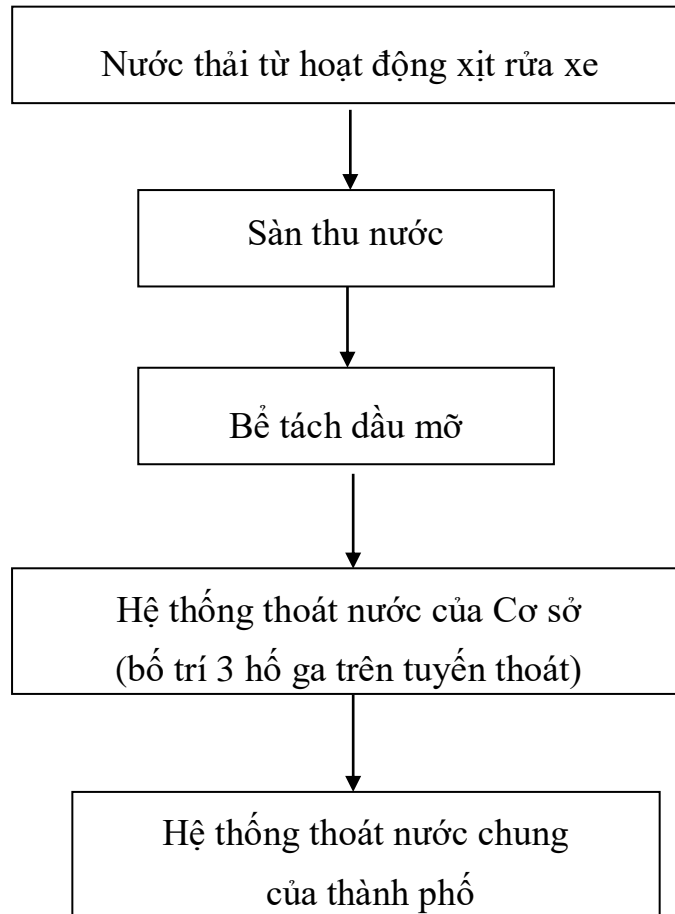 Nước thải từ hoạt động xịt rửa xe
Sàn thu nước
Bể tách dầu mỡ
Hệ thống thoát nước của Cơ sở
(bố trí 3 hố ga trên tuyến thoát)
Hệ thống thoát nước chung
của thành phố